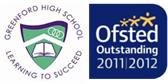 GREENFORD HIGH SCHOOL
LEARNING TO SUCCEED
Ofsted
Outstanding
2011|2012